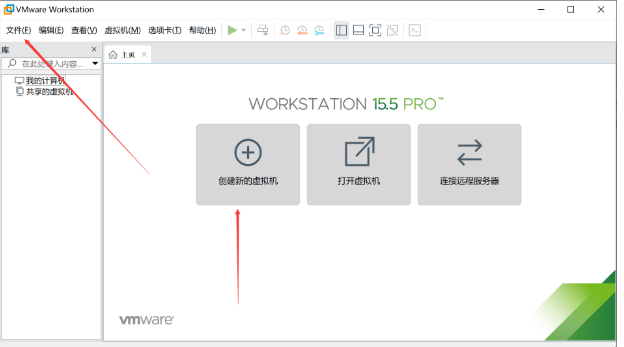 VMware Workstation
文件(F) 编辑(E) 查看(V) 虚拟机(M) 选项卡(T) 帮助(H)
库
在此处键入内容...
我的计算机
共享的虚拟机
主页
WORKSTATION 15.5 PRO™
创建新的虚拟机
打开虚拟机
连接远程服务器
vmware